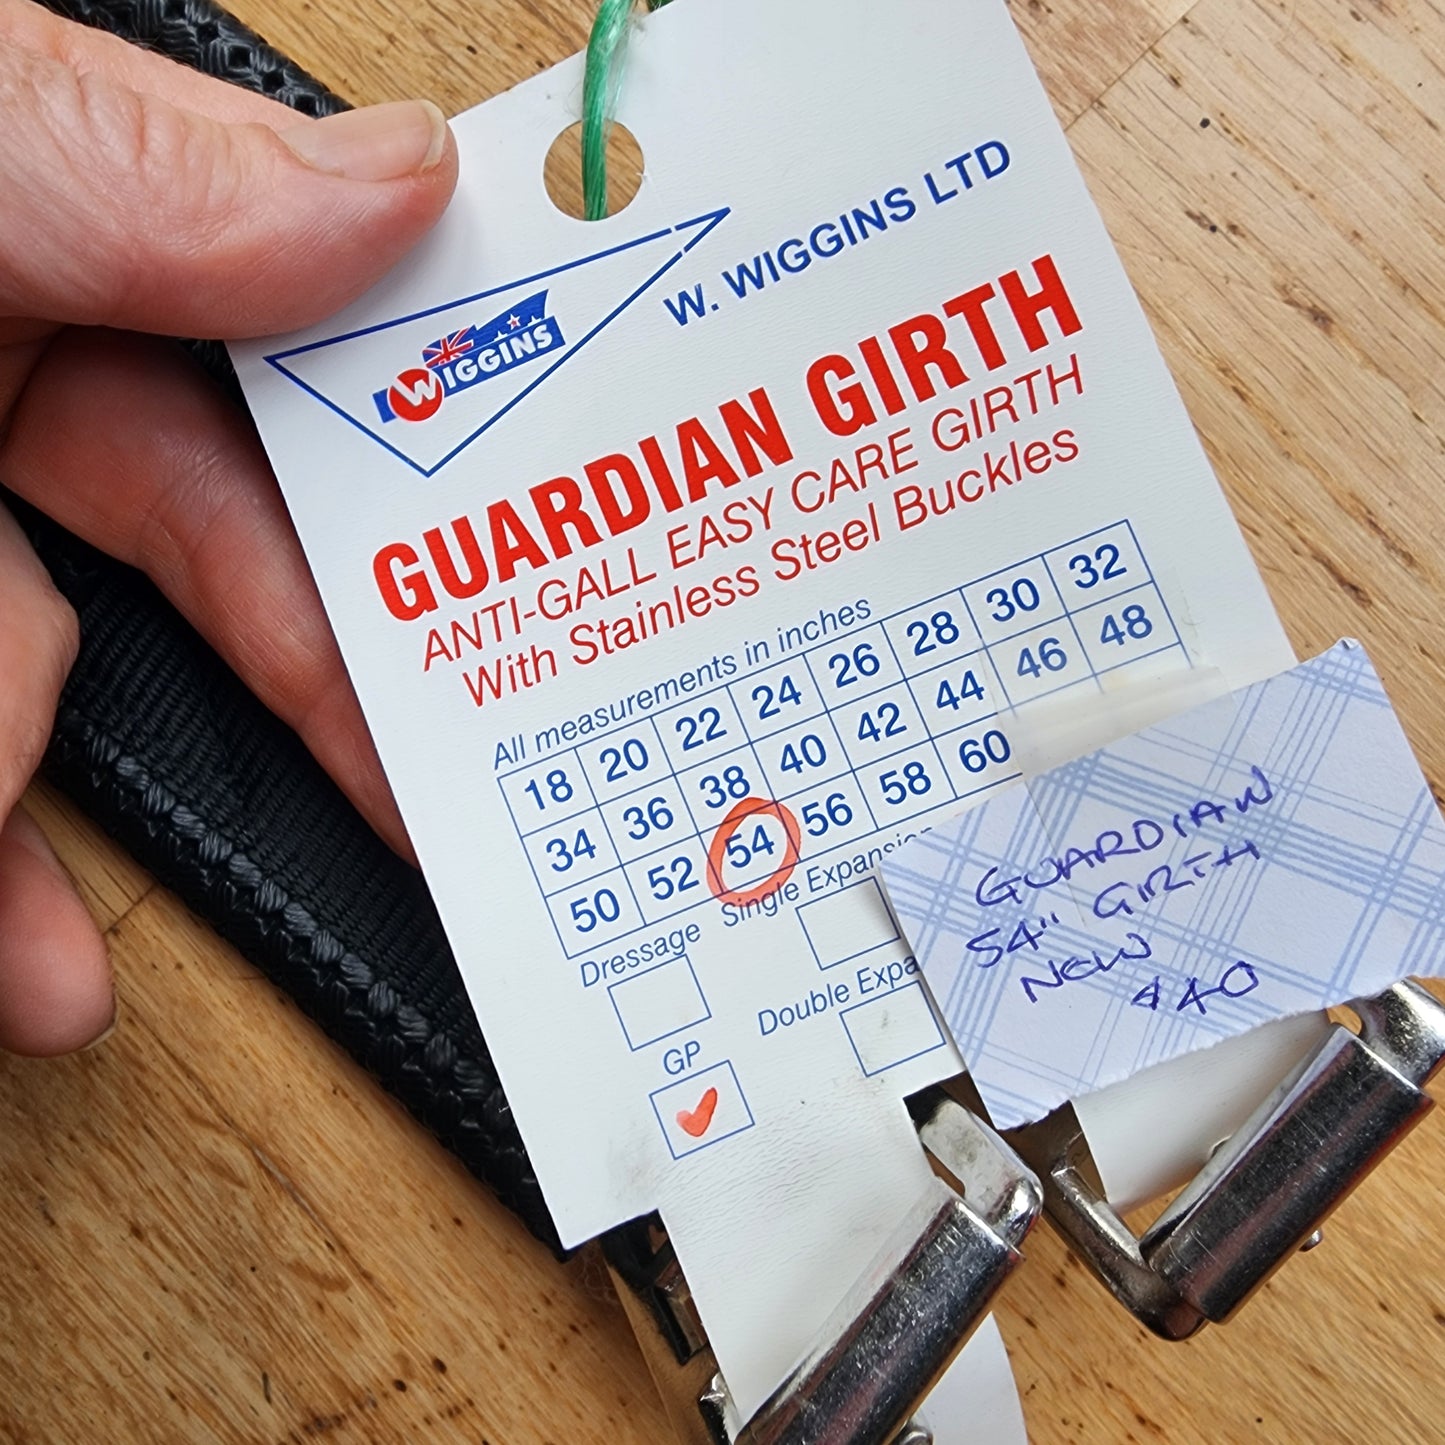 W. WIGGINS LTD
WIGGINS
GUARDIAN GIRTH
ANTI-GALL EASY CARE GIRTH
With Stainless Steel Buckles
All measurements in inches
18 20 22 24 26 28 30 32
34 36 38 40 42 44 46 48
50 52 54 56 58 60
Dressage
Single Expansion
GP
Double Expa
GUARDIAN
54" GIRTH
NEW
$40